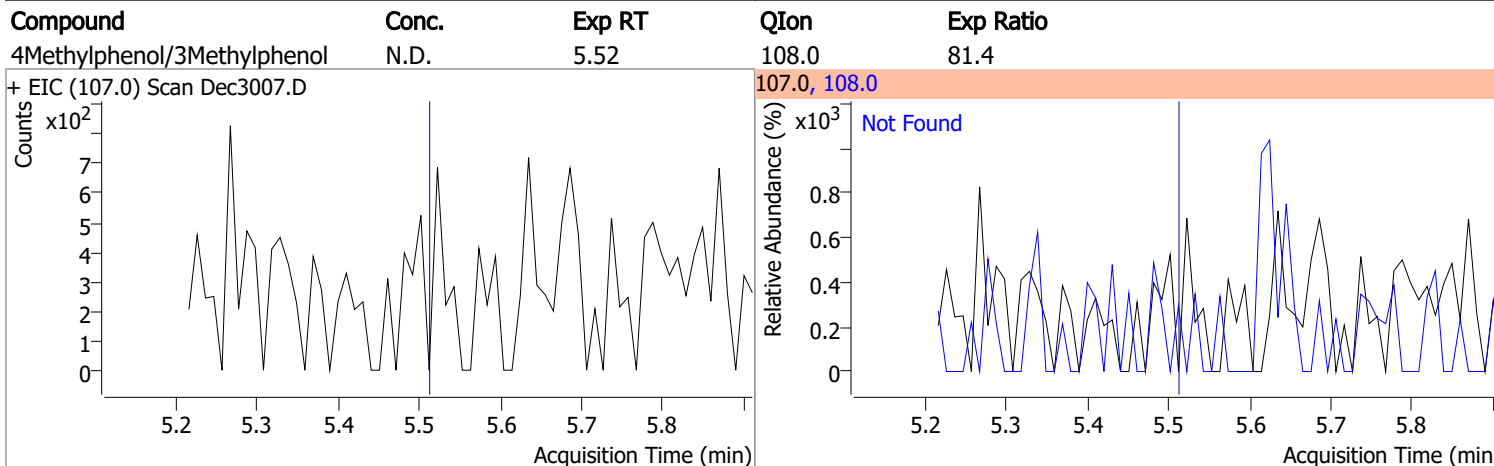 Compound Conc. Exp RT QIon Exp Ratio
4Methylphenol/3Methylphenol N.D. 5.52 108.0 81.4
+ EIC (107.0) Scan Dec3007.D
Counts
x10²
7
6
5
4
3
2
1
0
5.2 5.3 5.4 5.5 5.6 5.7 5.8
Acquisition Time (min)
107.0, 108.0
Relative Abundance (%)
x10³
Not Found
0.8
0.6
0.4
0.2
0
5.2 5.3 5.4 5.5 5.6 5.7 5.8
Acquisition Time (min